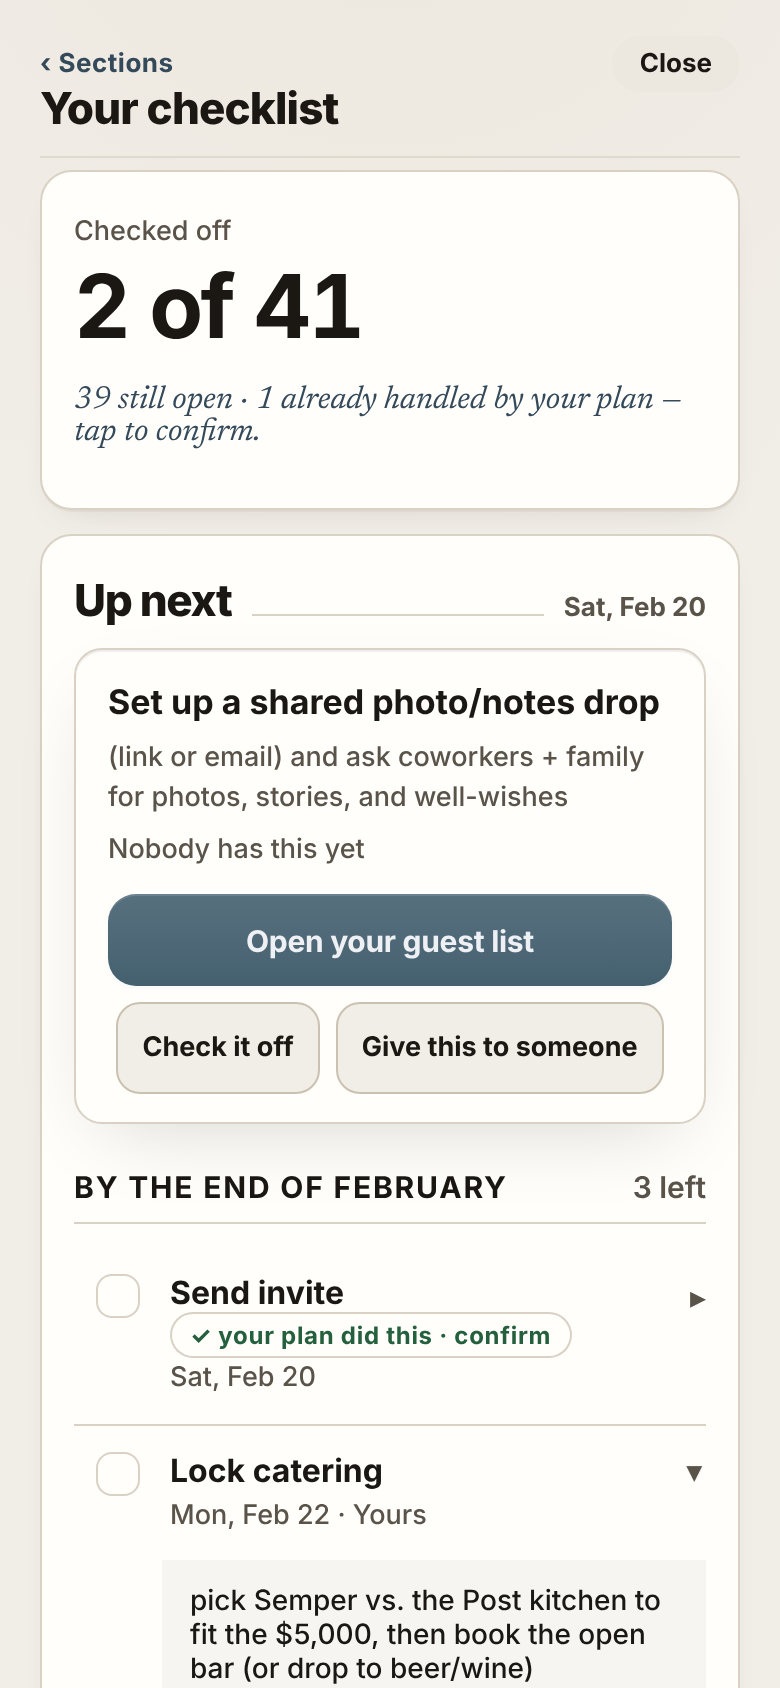 ‹ Sections
Close
Your checklist
Checked off
2 of 41
39 still open · 1 already handled by your plan –
tap to confirm.
Up next
Sat, Feb 20
Set up a shared photo/notes drop
(link or email) and ask coworkers + family
for photos, stories, and well-wishes
Nobody has this yet
Open your guest list
Check it off
Give this to someone
BY THE END OF FEBRUARY
3 left
Send invite
▸
✓ your plan did this · confirm
Sat, Feb 20
Lock catering
▾
Mon, Feb 22 · Yours
pick Semper vs. the Post kitchen to
fit the $5,000, then book the open
bar (or drop to beer/wine)